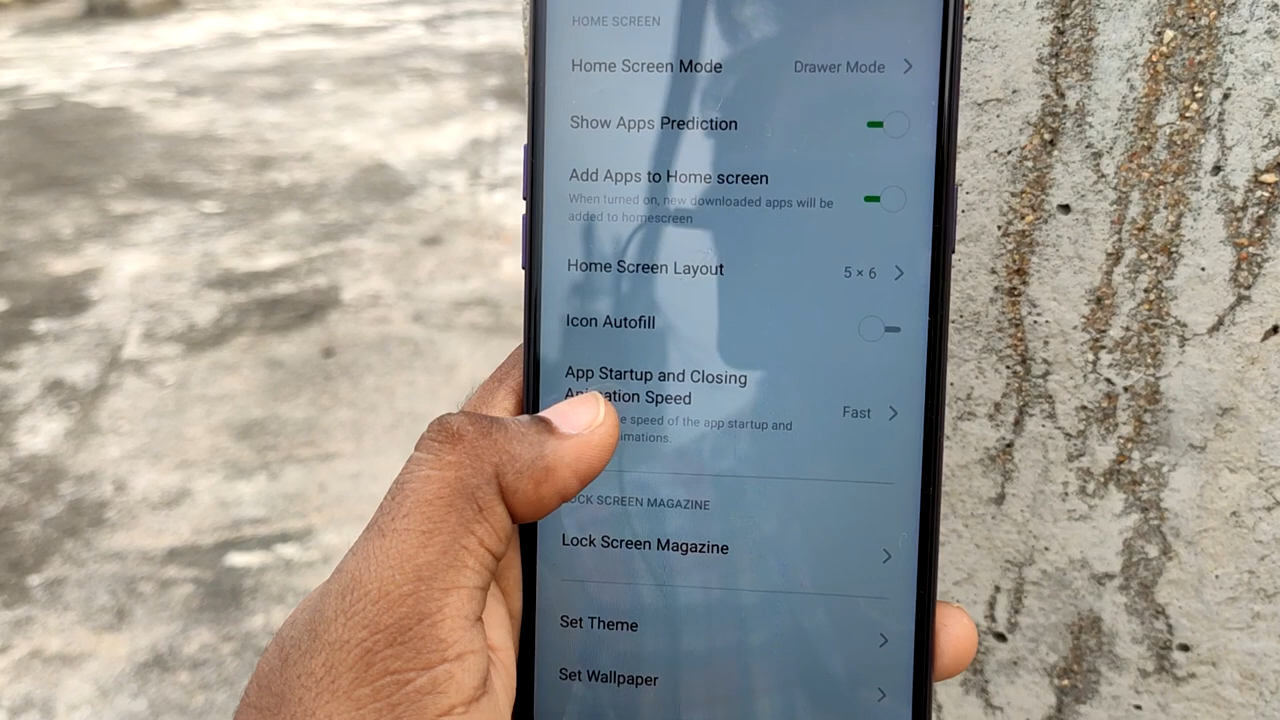 HOME SCREEN
Home Screen Mode Drawer Mode
Show Apps Prediction
Add Apps to Home screen
When turned on, new downloaded apps will be
added to homescreen
Home Screen Layout 5 × 6
Icon Autofill
App Startup and Closing
Animation Speed
Fast
speed of the app startup and
LOCK SCREEN MAGAZINE
Lock Screen Magazine
Set Theme
Set Wallpaper